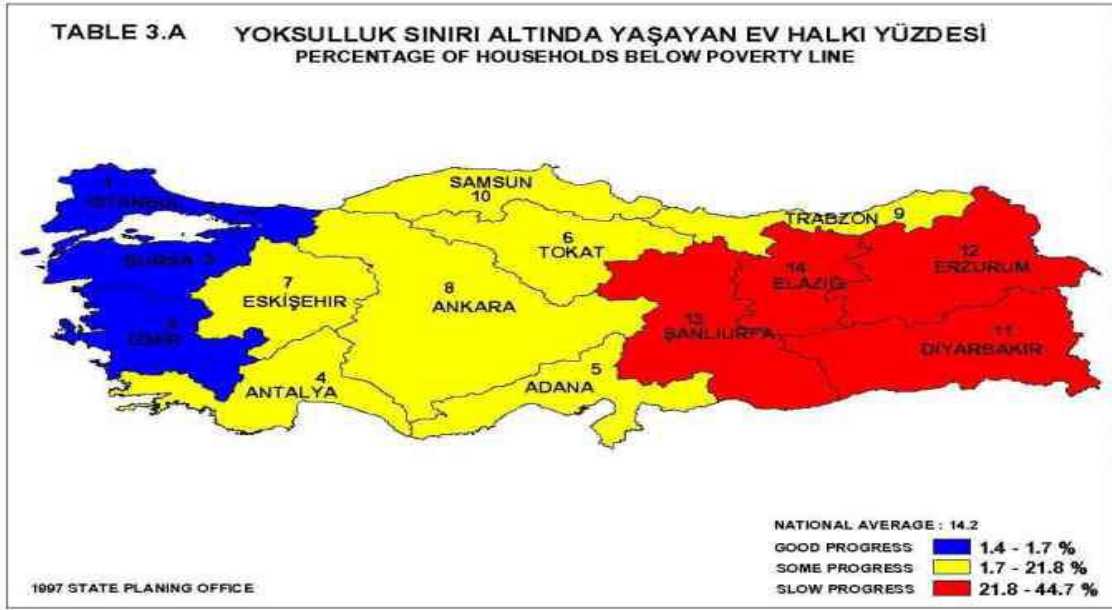 TABLE 3.A YOKSULLUK SINIRI ALTINDA YAŞAYAN EV HALKI YÜZDESİ
PERCENTAGE OF HOUSEHOLDS BELOW POVERTY LINE
1
İSTANBUL
BURSA
İZMİR
SAMSUN
10
TRABZON 9
6
TOKAT
7
ESKİŞEHİR
8
ANKARA
12
ERZURUM
14
ELAZIĞ
13
ŞANLIURFA
11
DİYARBAKIR
4
ANTALYA
5
ADANA
NATIONAL AVERAGE : 14.2
GOOD PROGRESS 1.4 - 1.7 %
SOME PROGRESS 1.7 - 21.8 %
SLOW PROGRESS 21.8 - 44.7 %
1997 STATE PLANING OFFICE